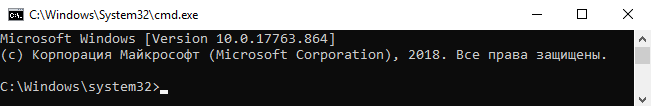 C:\Windows\System32\cmd.exe
Microsoft Windows [Version 10.0.17763.864]
(c) Корпорация Майкрософт (Microsoft Corporation), 2018. Все права защищены.
C:\Windows\system32>